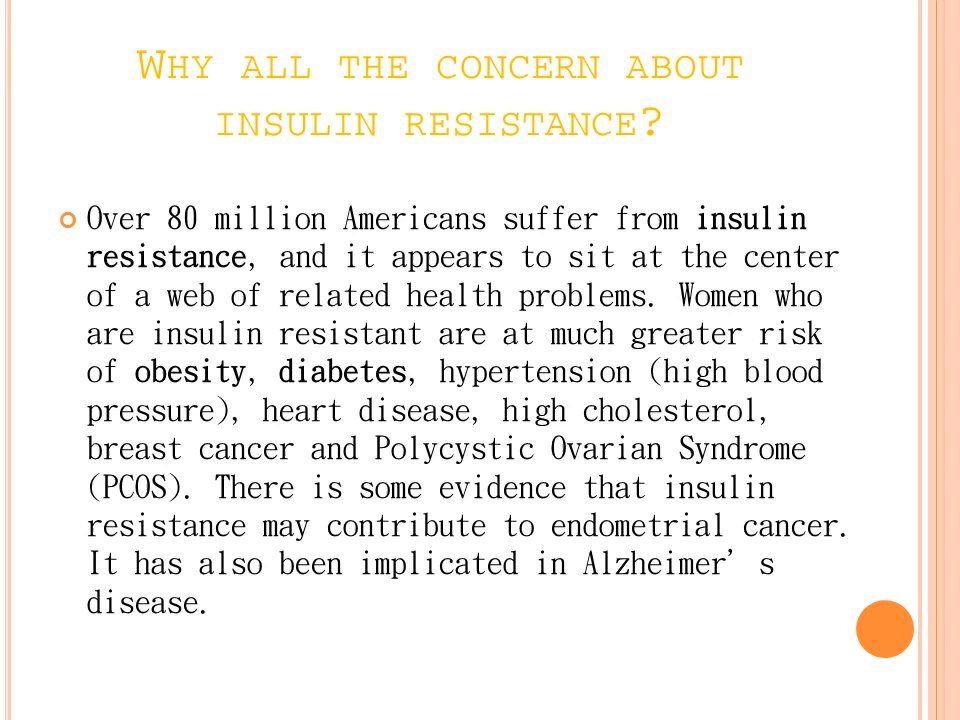 WHY ALL THE CONCERN ABOUT
INSULIN RESISTANCE?
Over 80 million Americans suffer from insulin
resistance, and it appears to sit at the center
of a web of related health problems. Women who
are insulin resistant are at much greater risk
of obesity, diabetes, hypertension (high blood
pressure), heart disease, high cholesterol,
breast cancer and Polycystic Ovarian Syndrome
(PCOS). There is some evidence that insulin
resistance may contribute to endometrial cancer.
It has also been implicated in Alzheimer’s
disease.